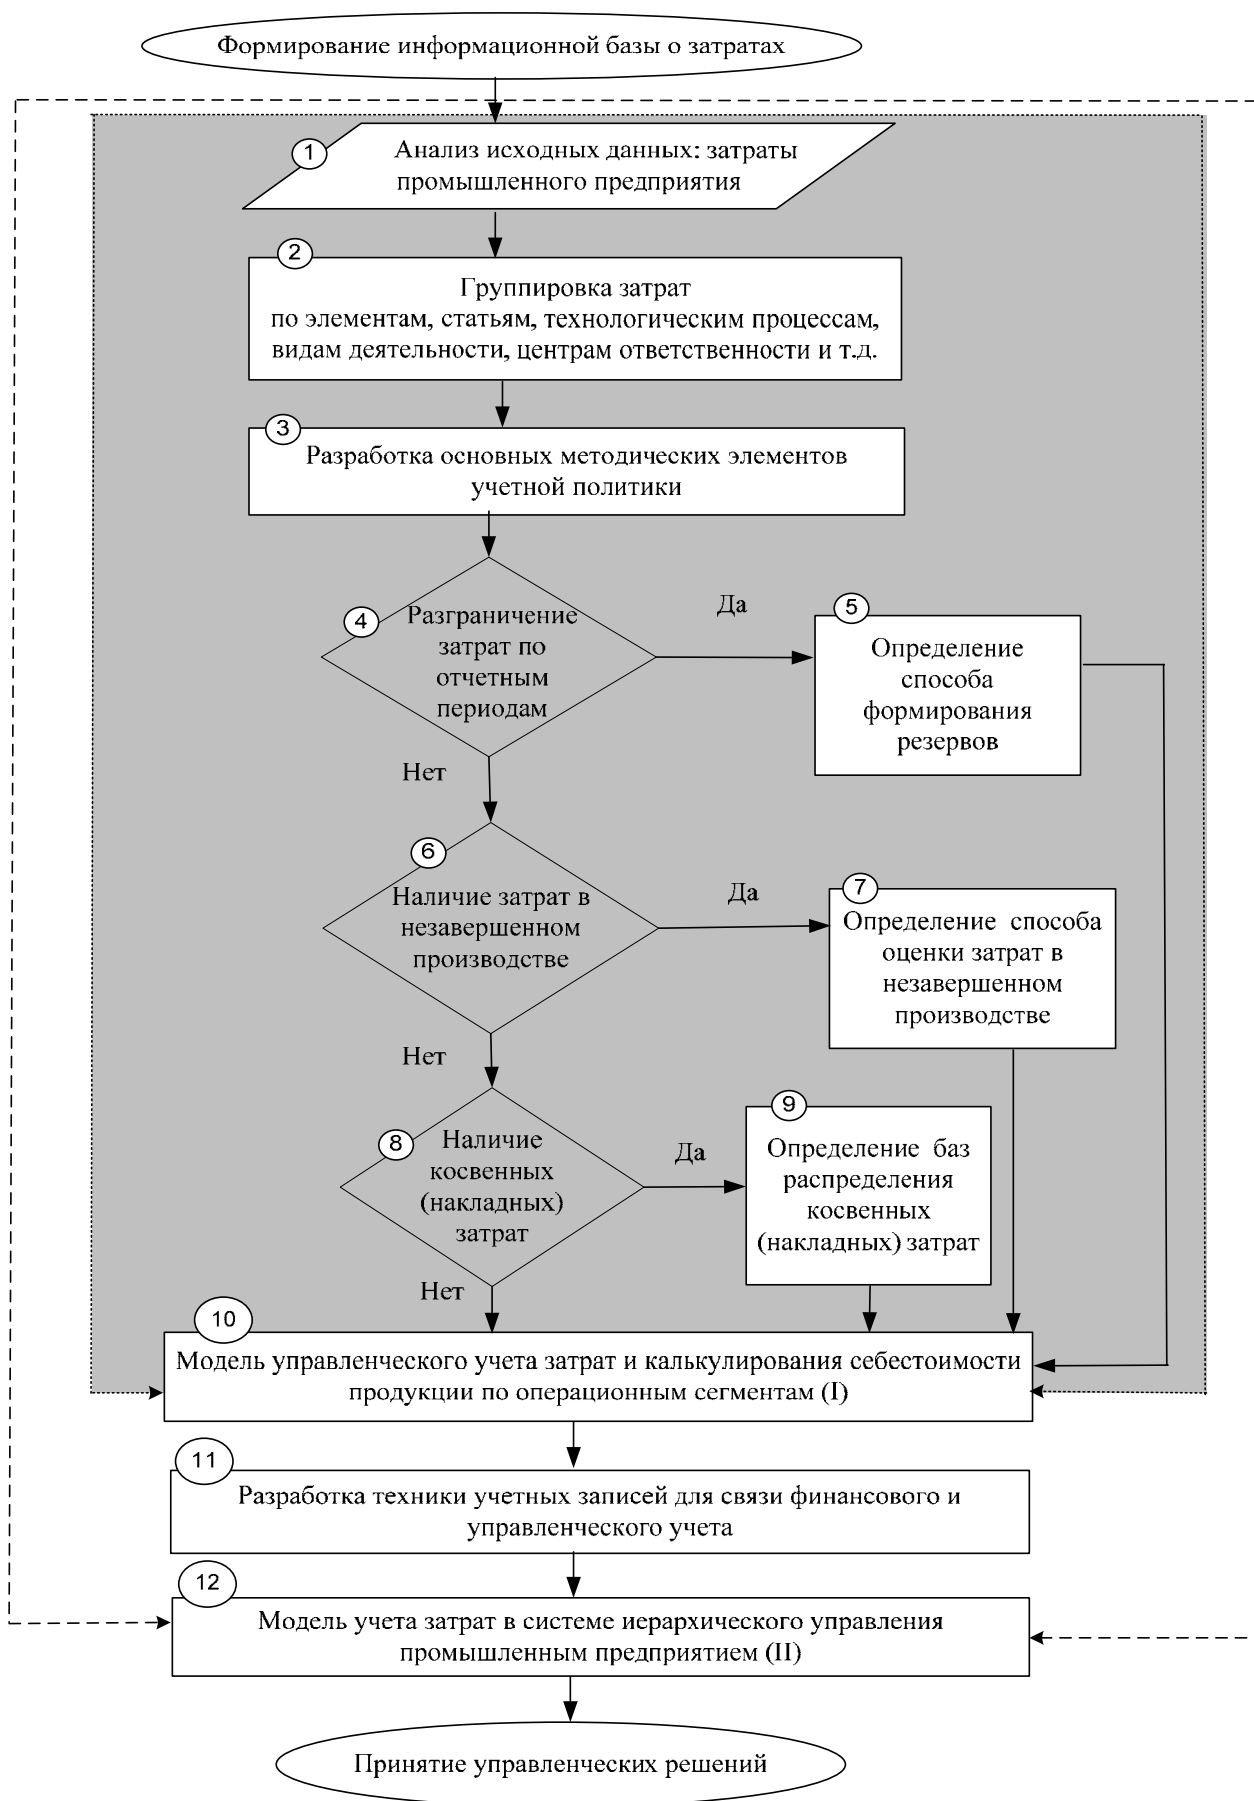 Формирование информационной базы о затратах
1
Анализ исходных данных: затраты
промышленного предприятия
2
Группировка затрат
по элементам, статьям, технологическим процессам,
видам деятельности, центрам ответственности и т.д.
3
Разработка основных методических элементов
учетной политики
4
Разграничение
затрат по
отчетным
периодам
Да
5
Определение
способа
формирования
резервов
Нет
6
Наличие затрат в
незавершенном
производстве
Да
7
Определение способа
оценки затрат в
незавершенном
производстве
Нет
8
Наличие
косвенных
(накладных)
затрат
Да
9
Определение баз
распределения
косвенных
(накладных) затрат
Нет
10
Модель управленческого учета затрат и калькулирования себестоимости
продукции по операционным сегментам (I)
11
Разработка техники учетных записей для связи финансового и
управленческого учета
12
Модель учета затрат в системе иерархического управления
промышленным предприятием (II)
Принятие управленческих решений